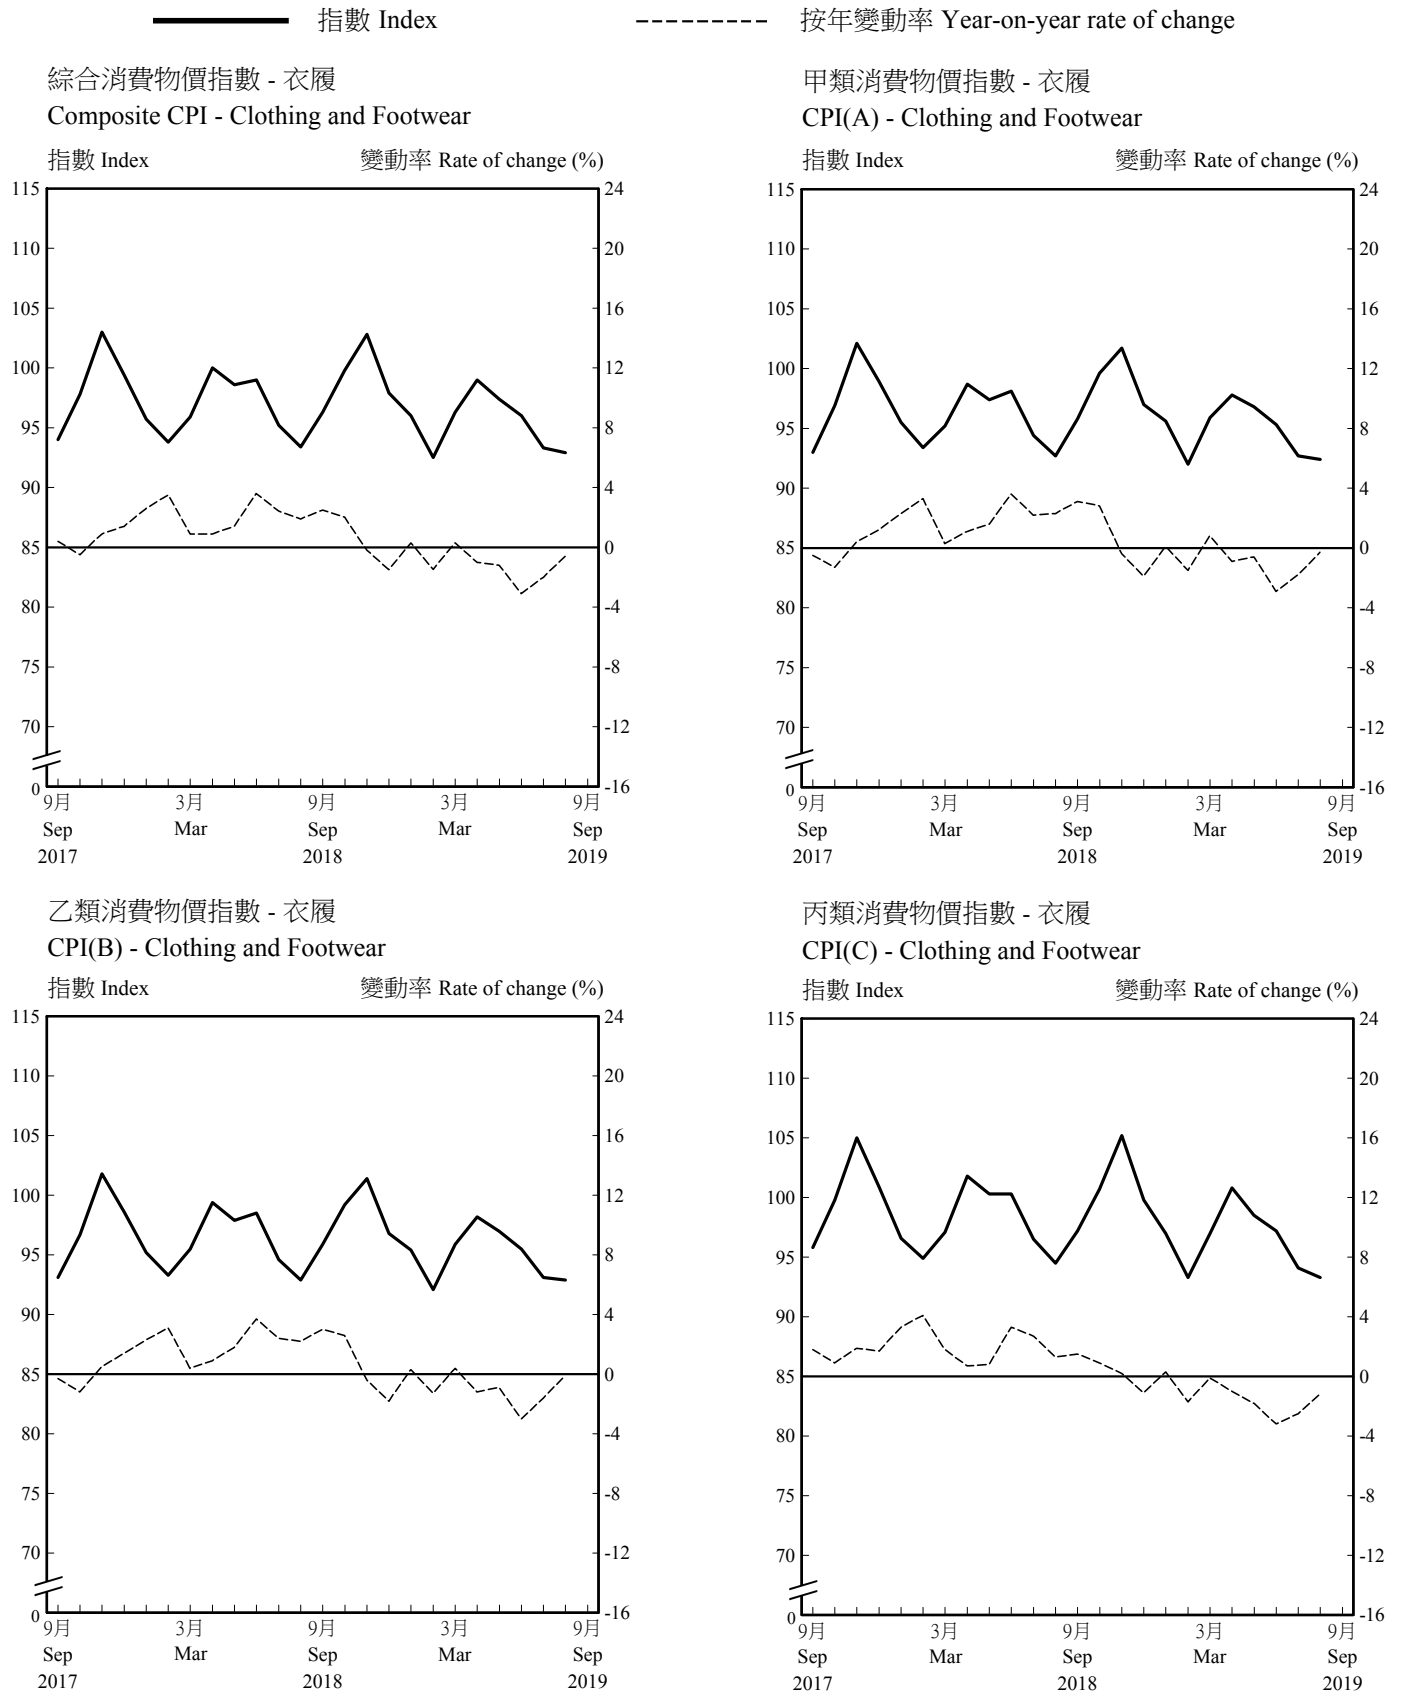 指數 Index
按年變動率 Year-on-year rate of change
綜合消費物價指數 - 衣履
Composite CPI - Clothing and Footwear
指數 Index 變動率 Rate of change (%)
115 24
110 20
105 16
100 12
95 8
90 4
85 0
80 -4
75 -8
70 -12
0 -16
9月 3月 9月 3月 9月
Sep Mar Sep Mar Sep
2017 2018 2019
甲類消費物價指數 - 衣履
CPI(A) - Clothing and Footwear
指數 Index 變動率 Rate of change (%)
115 24
110 20
105 16
100 12
95 8
90 4
85 0
80 -4
75 -8
70 -12
0 -16
9月 3月 9月 3月 9月
Sep Mar Sep Mar Sep
2017 2018 2019
乙類消費物價指數 - 衣履
CPI(B) - Clothing and Footwear
指數 Index 變動率 Rate of change (%)
115 24
110 20
105 16
100 12
95 8
90 4
85 0
80 -4
75 -8
70 -12
0 -16
9月 3月 9月 3月 9月
Sep Mar Sep Mar Sep
2017 2018 2019
丙類消費物價指數 - 衣履
CPI(C) - Clothing and Footwear
指數 Index 變動率 Rate of change (%)
115 24
110 20
105 16
100 12
95 8
90 4
85 0
80 -4
75 -8
70 -12
0 -16
9月 3月 9月 3月 9月
Sep Mar Sep Mar Sep
2017 2018 2019